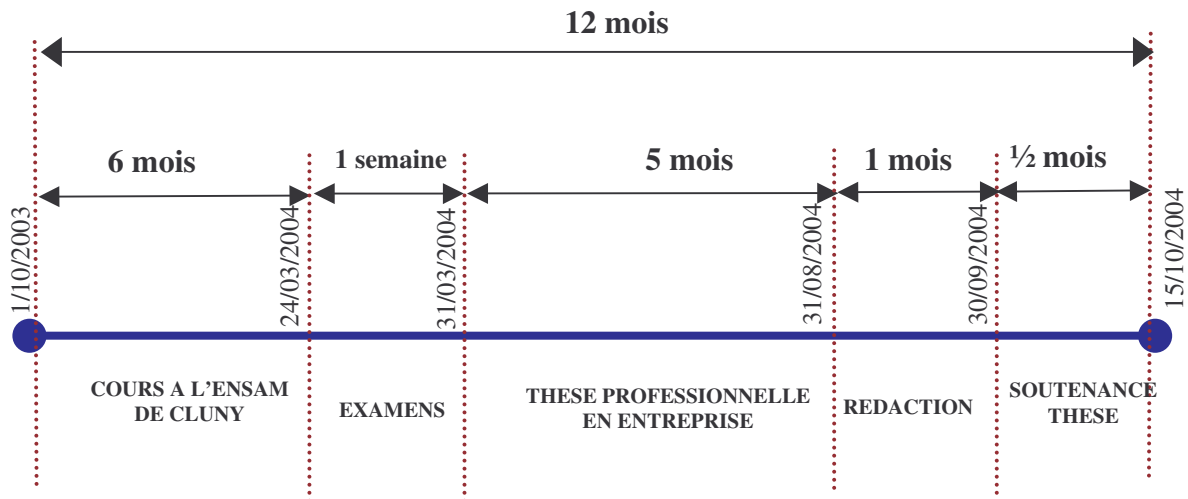 12 mois
6 mois
1 semaine
5 mois
1 mois
½ mois
1/10/2003
24/03/2004
31/03/2004
31/08/2004
30/09/2004
15/10/2004
COURS A L’ENSAM
DE CLUNY
EXAMENS
THESE PROFESSIONNELLE
EN ENTREPRISE
REDACTION
SOUTENANCE
THESE